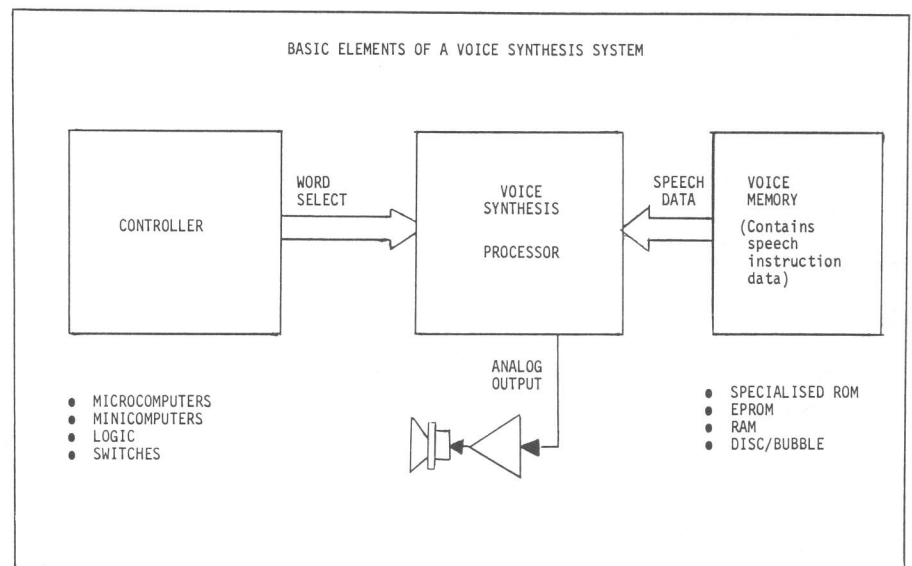 BASIC ELEMENTS OF A VOICE SYNTHESIS SYSTEM
CONTROLLER
WORD
SELECT
VOICE
SYNTHESIS
PROCESSOR
SPEECH
DATA
VOICE
MEMORY
(Contains
speech
instruction
data)
ANALOG
OUTPUT
● MICROCOMPUTERS
● MINICOMPUTERS
● LOGIC
● SWITCHES
● SPECIALISED ROM
● EPROM
● RAM
● DISC/BUBBLE